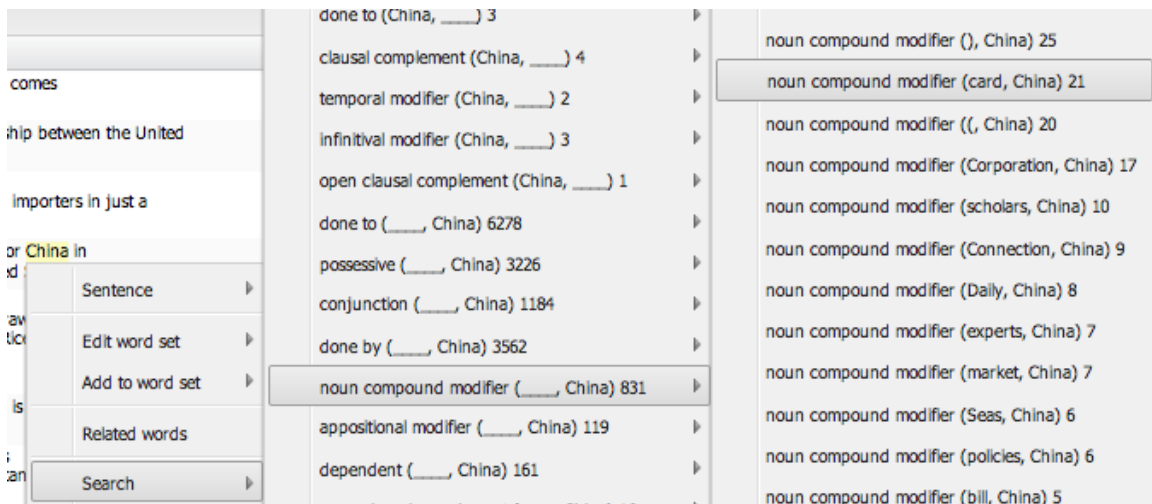 comes
ship between the United
importers in just a
or China in
ed
Sentence
Edit word set
Add to word set
is
Related words
Search
done to (China, ____) 3
clausal complement (China, ____) 4
temporal modifier (China, ____) 2
infinitival modifier (China, ____) 3
open clausal complement (China, ____) 1
done to (____, China) 6278
possessive (____, China) 3226
conjunction (____, China) 1184
done by (____, China) 3562
noun compound modifier (____, China) 831
appositional modifier (____, China) 119
dependent (____, China) 161
noun compound modifier (), China) 25
noun compound modifier (card, China) 21
noun compound modifier ((, China) 20
noun compound modifier (Corporation, China) 17
noun compound modifier (scholars, China) 10
noun compound modifier (Connection, China) 9
noun compound modifier (Daily, China) 8
noun compound modifier (experts, China) 7
noun compound modifier (market, China) 7
noun compound modifier (Seas, China) 6
noun compound modifier (policies, China) 6
noun compound modifier (bill, China) 5